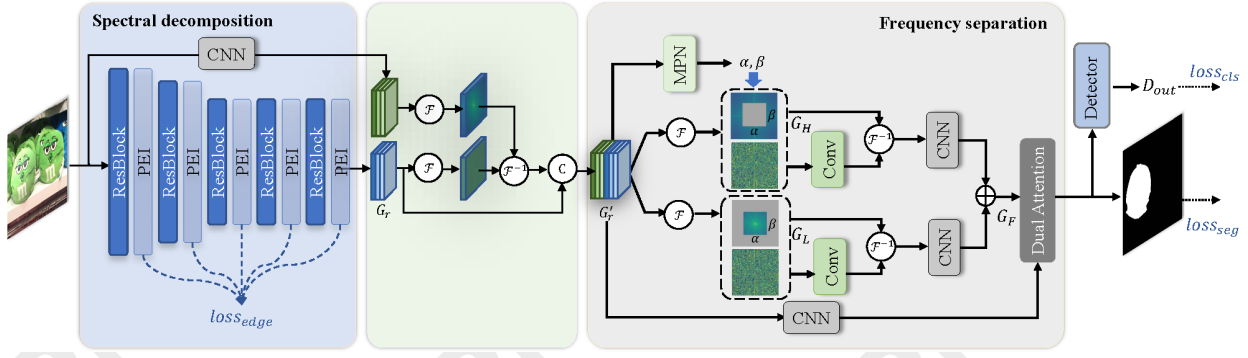 Spectral decomposition
Frequency separation
CNN
ResBlock
PEI
ResBlock
PEI
ResBlock
PEI
ResBlock
PEI
ResBlock
PEI
loss_edge
G_r
ℱ
ℱ
ℱ⁻¹
C
G'_r
MPN
α, β
ℱ
α
β
G_H
Conv
ℱ⁻¹
CNN
ℱ
α
β
G_L
Conv
ℱ⁻¹
CNN
CNN
G_F
Dual Attention
Detector
D_out
loss_cls
loss_seg